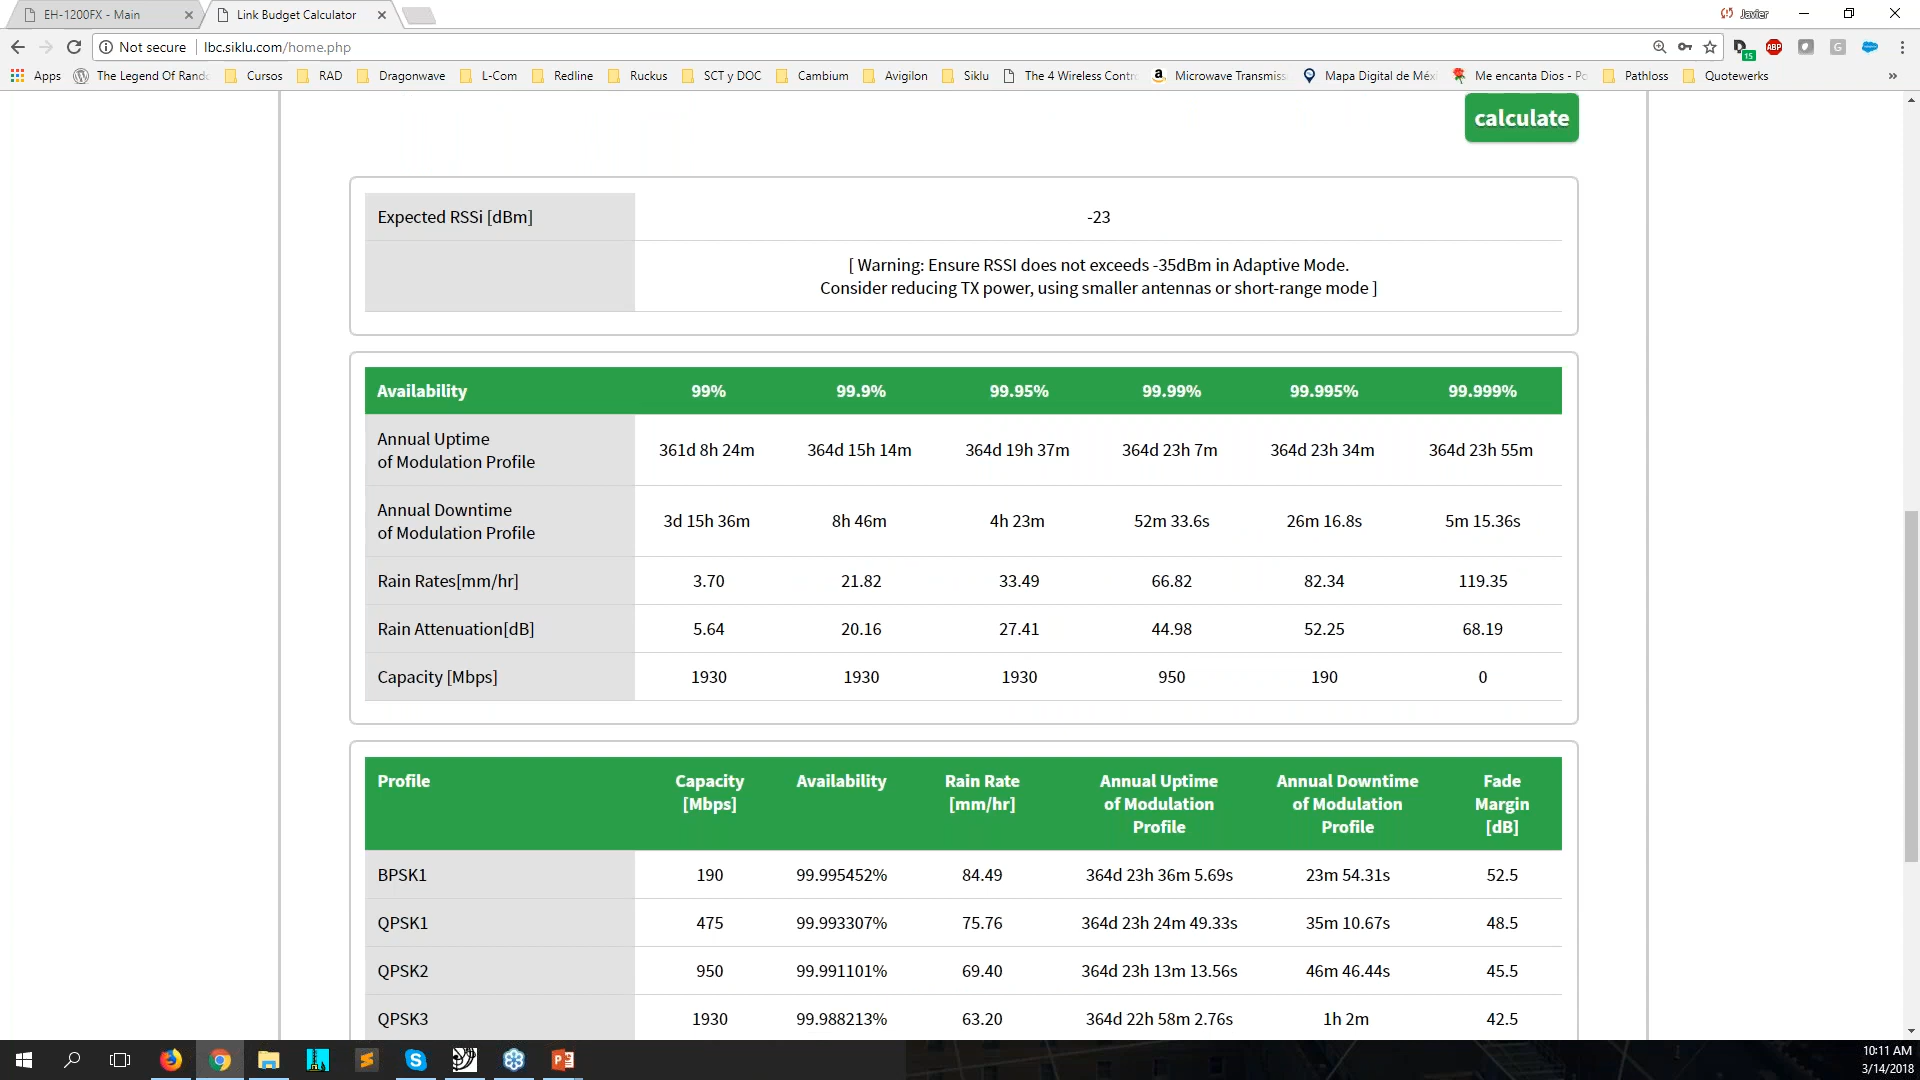 EH-1200FX - Main
Link Budget Calculator
Javier
Not secure
lbc.siklu.com/home.php
15
ABP
G
Apps
The Legend Of Rando
Cursos
RAD
Dragonwave
L-Com
Redline
Ruckus
SCT y DOC
Cambium
Avigilon
Siklu
The 4 Wireless Contro
a
Microwave Transmiss
Mapa Digital de Méxi
Me encanta Dios - Po
Pathloss
Quotewerks
»
calculate
Expected RSSi [dBm] -23
[ Warning: Ensure RSSI does not exceeds -35dBm in Adaptive Mode.
Consider reducing TX power, using smaller antennas or short-range mode ]
Availability 99% 99.9% 99.95% 99.99% 99.995% 99.999%
Annual Uptime
of Modulation Profile 361d 8h 24m 364d 15h 14m 364d 19h 37m 364d 23h 7m 364d 23h 34m 364d 23h 55m
Annual Downtime
of Modulation Profile 3d 15h 36m 8h 46m 4h 23m 52m 33.6s 26m 16.8s 5m 15.36s
Rain Rates[mm/hr] 3.70 21.82 33.49 66.82 82.34 119.35
Rain Attenuation[dB] 5.64 20.16 27.41 44.98 52.25 68.19
Capacity [Mbps] 1930 1930 1930 950 190 0
Profile Capacity Availability Rain Rate Annual Uptime Annual Downtime Fade
[Mbps] [mm/hr] of Modulation of Modulation Margin
Profile Profile [dB]
BPSK1 190 99.995452% 84.49 364d 23h 36m 5.69s 23m 54.31s 52.5
QPSK1 475 99.993307% 75.76 364d 23h 24m 49.33s 35m 10.67s 48.5
QPSK2 950 99.991101% 69.40 364d 23h 13m 13.56s 46m 46.44s 45.5
QPSK3 1930 99.988213% 63.20 364d 22h 58m 2.76s 1h 2m 42.5
10:11 AM
3/14/2018